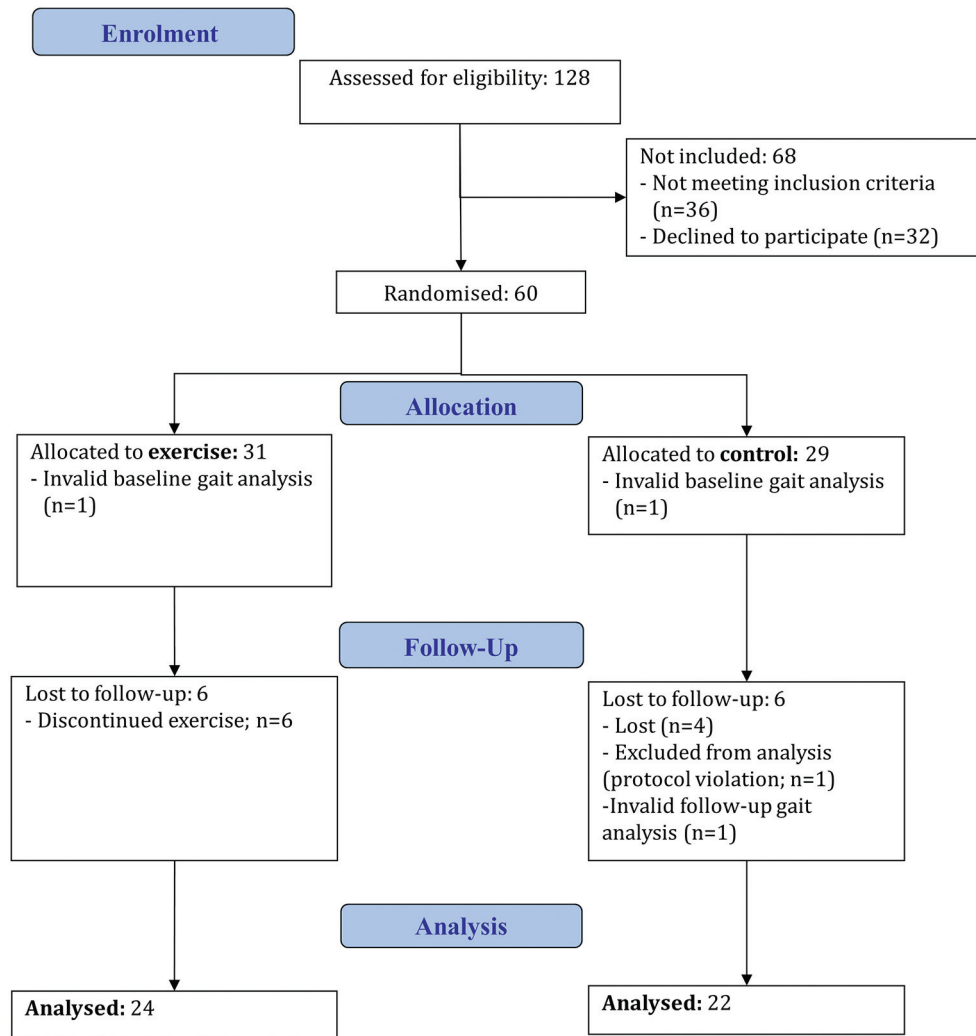 Enrolment
Assessed for eligibility: 128
Not included: 68
- Not meeting inclusion criteria
(n=36)
- Declined to participate (n=32)
Randomised: 60
Allocation
Allocated to exercise: 31
- Invalid baseline gait analysis
(n=1)
Allocated to control: 29
- Invalid baseline gait analysis
(n=1)
Follow-Up
Lost to follow-up: 6
- Discontinued exercise; n=6
Lost to follow-up: 6
- Lost (n=4)
- Excluded from analysis
(protocol violation; n=1)
-Invalid follow-up gait
analysis (n=1)
Analysis
Analysed: 24
Analysed: 22